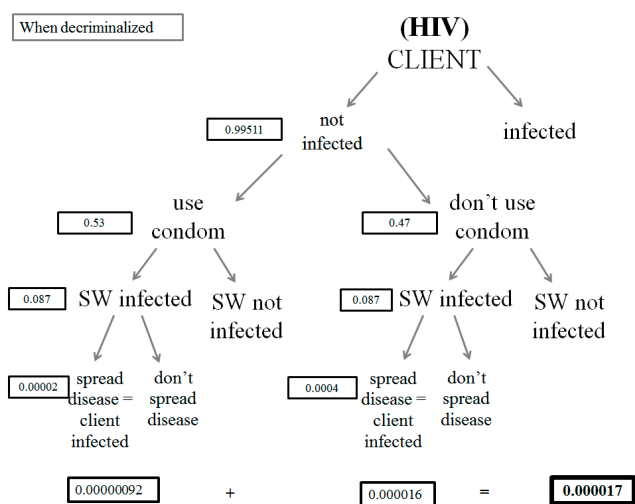 When decriminalized
(HIV)
CLIENT
0.99511
not
infected
infected
0.53
use
condom
0.47
don't use
condom
0.087
SW infected
SW not
infected
0.087
SW infected
SW not
infected
0.00002
spread
disease =
client
infected
don't
spread
disease
0.0004
spread
disease =
client
infected
don't
spread
disease
0.00000092
+
0.000016
=
0.000017